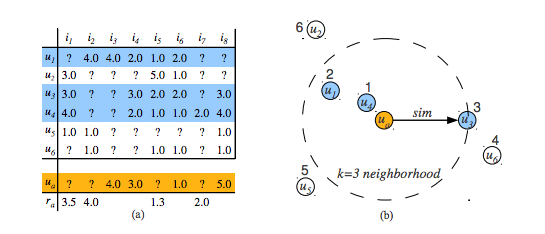 i1 i2 i3 i4 i5 i6 i7 i8
u1 ? 4.0 4.0 2.0 1.0 2.0 ? ?
u2 3.0 ? ? ? 5.0 1.0 ? ?
u3 3.0 ? ? 3.0 2.0 2.0 ? 3.0
u4 4.0 ? ? 2.0 1.0 1.0 2.0 4.0
u5 1.0 1.0 ? ? ? ? ? 1.0
u6 ? 1.0 ? ? 1.0 1.0 ? 1.0
ua ? ? 4.0 3.0 ? 1.0 ? 5.0
ra 3.5 4.0 1.3 2.0
(a)
6 u2
2
u1
1
u4
ua
sim
3
u3
4
u6
5
u5
k=3 neighborhood
(b)